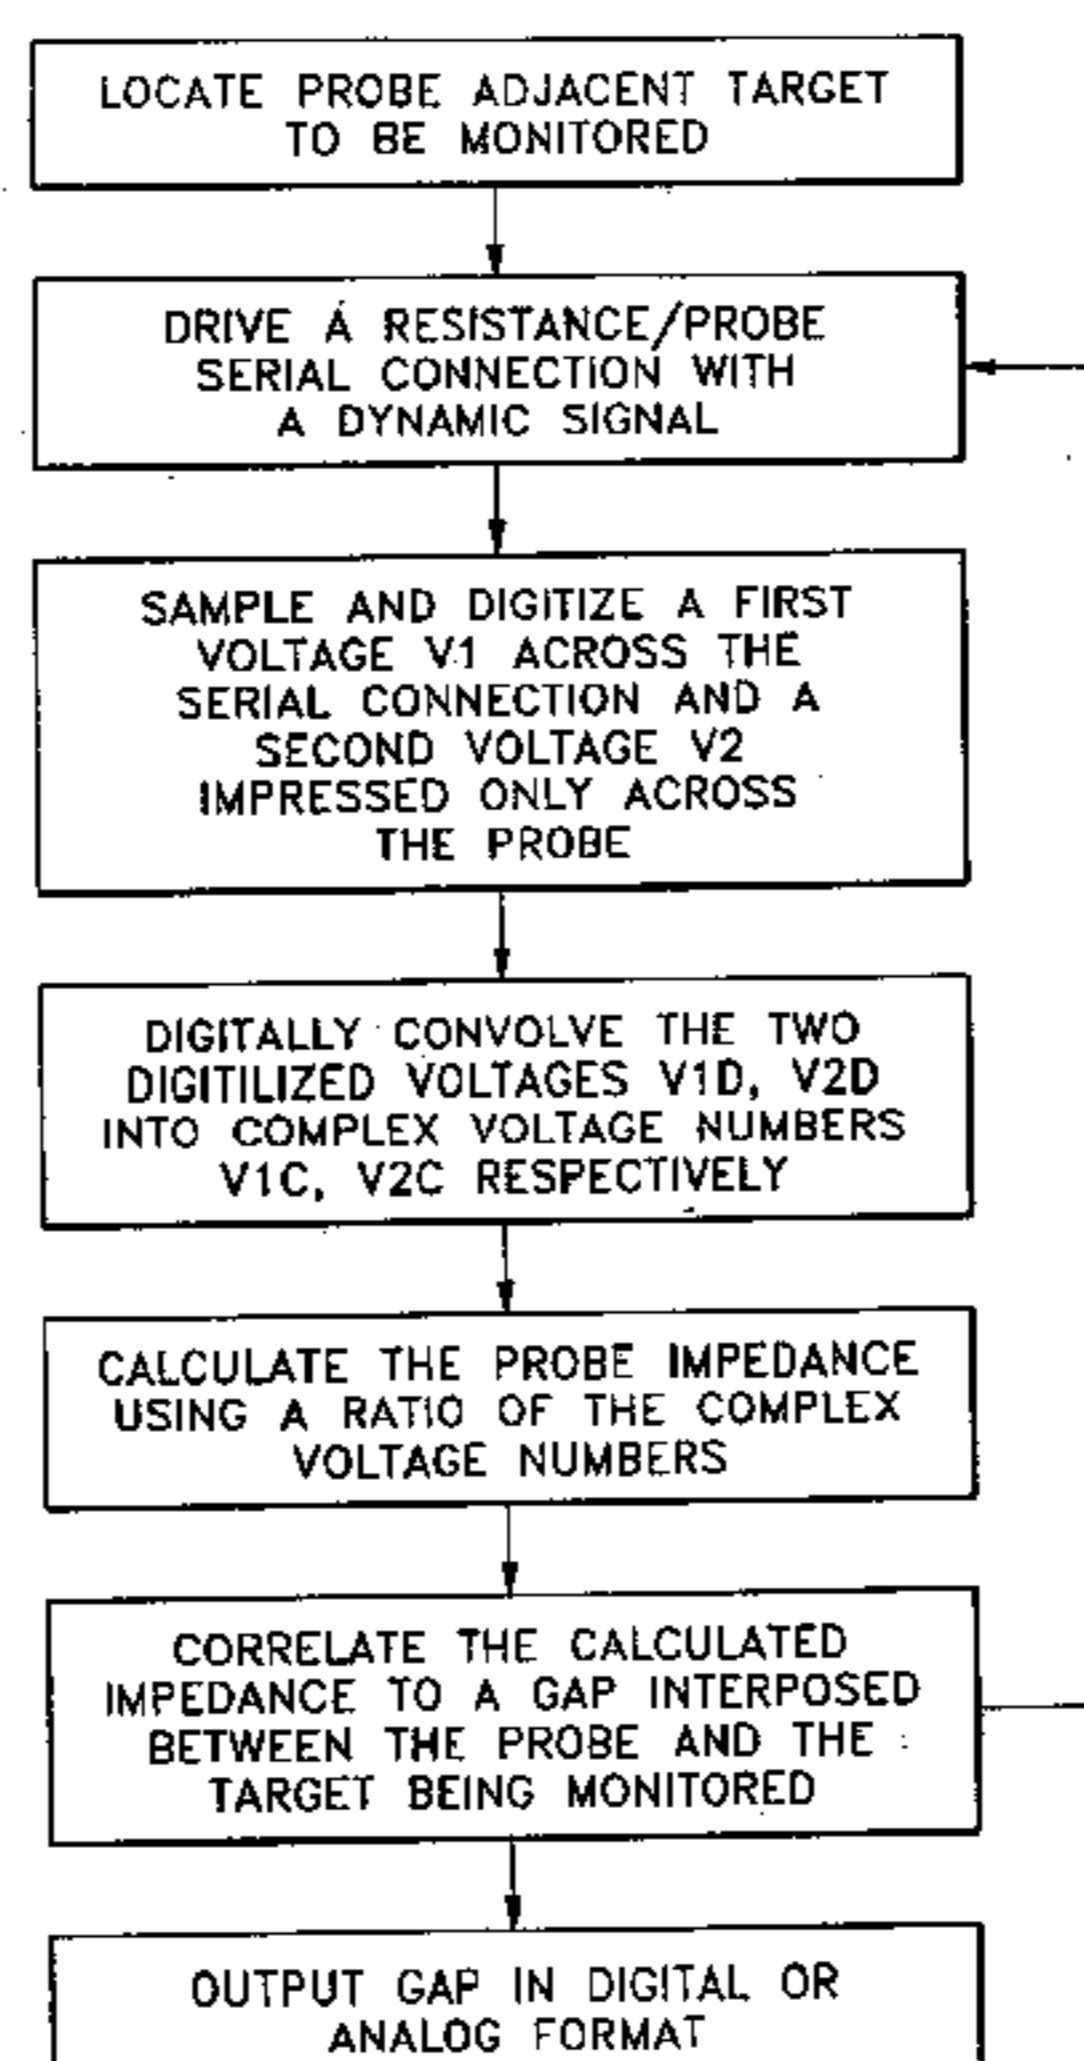 LOCATE PROBE ADJACENT TARGET
TO BE MONITORED
DRIVE A RESISTANCE/PROBE
SERIAL CONNECTION WITH
A DYNAMIC SIGNAL
SAMPLE AND DIGITIZE A FIRST
VOLTAGE V1 ACROSS THE
SERIAL CONNECTION AND A
SECOND VOLTAGE V2
IMPRESSED ONLY ACROSS
THE PROBE
DIGITALLY CONVOLVE THE TWO
DIGITILIZED VOLTAGES V1D, V2D
INTO COMPLEX VOLTAGE NUMBERS
V1C, V2C RESPECTIVELY
CALCULATE THE PROBE IMPEDANCE
USING A RATIO OF THE COMPLEX
VOLTAGE NUMBERS
CORRELATE THE CALCULATED
IMPEDANCE TO A GAP INTERPOSED
BETWEEN THE PROBE AND THE
TARGET BEING MONITORED
OUTPUT GAP IN DIGITAL OR
ANALOG FORMAT